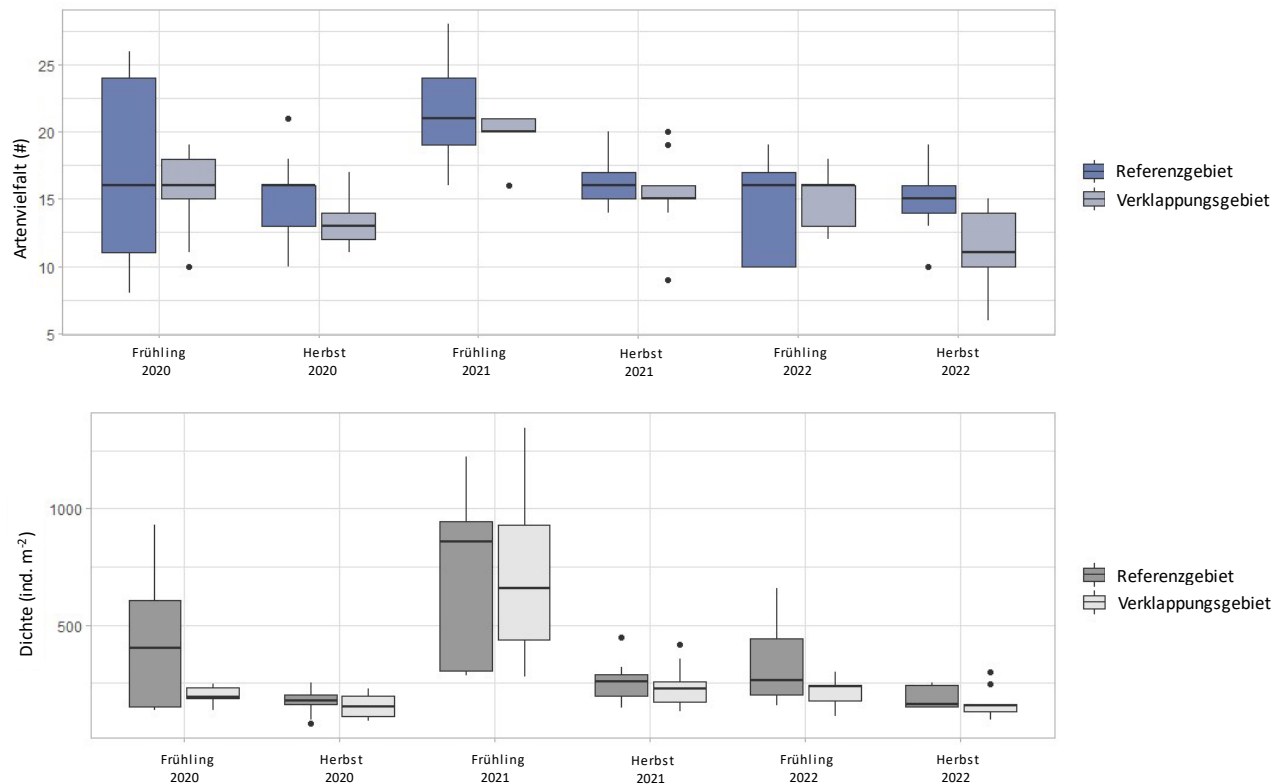 Artenvielfalt (#)
25
20
15
10
5
Frühling
2020
Herbst
2020
Frühling
2021
Herbst
2021
Frühling
2022
Herbst
2022
Referenzgebiet
Verklappungsgebiet
Dichte (ind. m⁻²)
1000
500
Frühling
2020
Herbst
2020
Frühling
2021
Herbst
2021
Frühling
2022
Herbst
2022
Referenzgebiet
Verklappungsgebiet